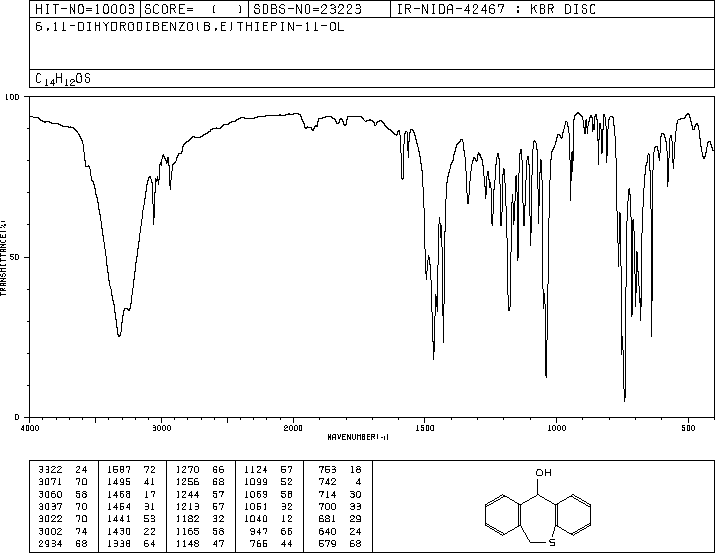 HIT-NO=10003 SCORE= ( ) SDBS-NO=23223 IR-NIDA-42467 : KBR DISC
6,11-DIHYDRODIBENZO(B,E)THIEPIN-11-OL
C14H12OS
100
50
0
TRANSMITTANCE(%)
4000 3000 2000 1500 1000 500
WAVENUMBER(-1)
3322 24 1587 72 1270 66 1124 57 753 18
3071 70 1495 41 1256 68 1099 52 742 4
3060 58 1468 17 1244 57 1069 58 714 30
3037 70 1454 31 1213 57 1051 32 700 33
3022 70 1441 53 1182 32 1040 12 681 29
3002 74 1430 22 1165 58 947 66 640 24
2934 68 1338 64 1148 47 766 44 579 68
OH
S